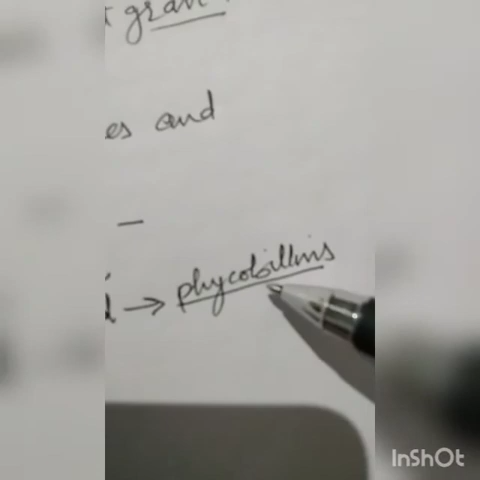 gran
es and
—
→ phycobillins
InShOt